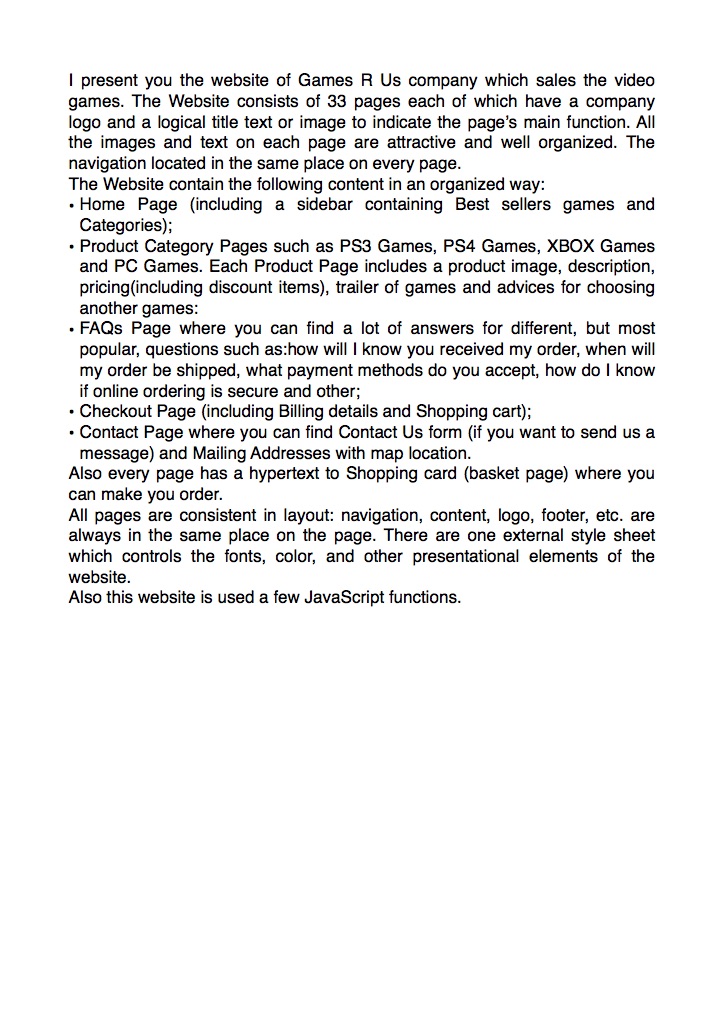 I present you the website of Games R Us company which sales the video
games. The Website consists of 33 pages each of which have a company
logo and a logical title text or image to indicate the page's main function. All
the images and text on each page are attractive and well organized. The
navigation located in the same place on every page.
The Website contain the following content in an organized way:
• Home Page (including a sidebar containing Best sellers games and
Categories);
• Product Category Pages such as PS3 Games, PS4 Games, XBOX Games
and PC Games. Each Product Page includes a product image, description,
pricing(including discount items), trailer of games and advices for choosing
another games:
• FAQs Page where you can find a lot of answers for different, but most
popular, questions such as:how will I know you received my order, when will
my order be shipped, what payment methods do you accept, how do I know
if online ordering is secure and other;
• Checkout Page (including Billing details and Shopping cart);
• Contact Page where you can find Contact Us form (if you want to send us a
message) and Mailing Addresses with map location.
Also every page has a hypertext to Shopping card (basket page) where you
can make you order.
All pages are consistent in layout: navigation, content, logo, footer, etc. are
always in the same place on the page. There are one external style sheet
which controls the fonts, color, and other presentational elements of the
website.
Also this website is used a few JavaScript functions.